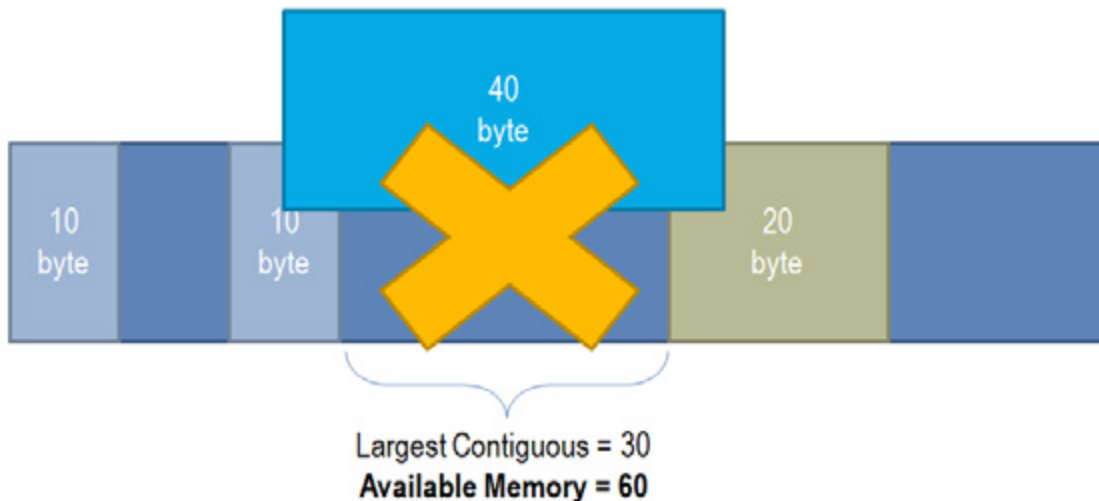 40
byte
10
byte
10
byte
20
byte
Largest Contiguous = 30
Available Memory = 60